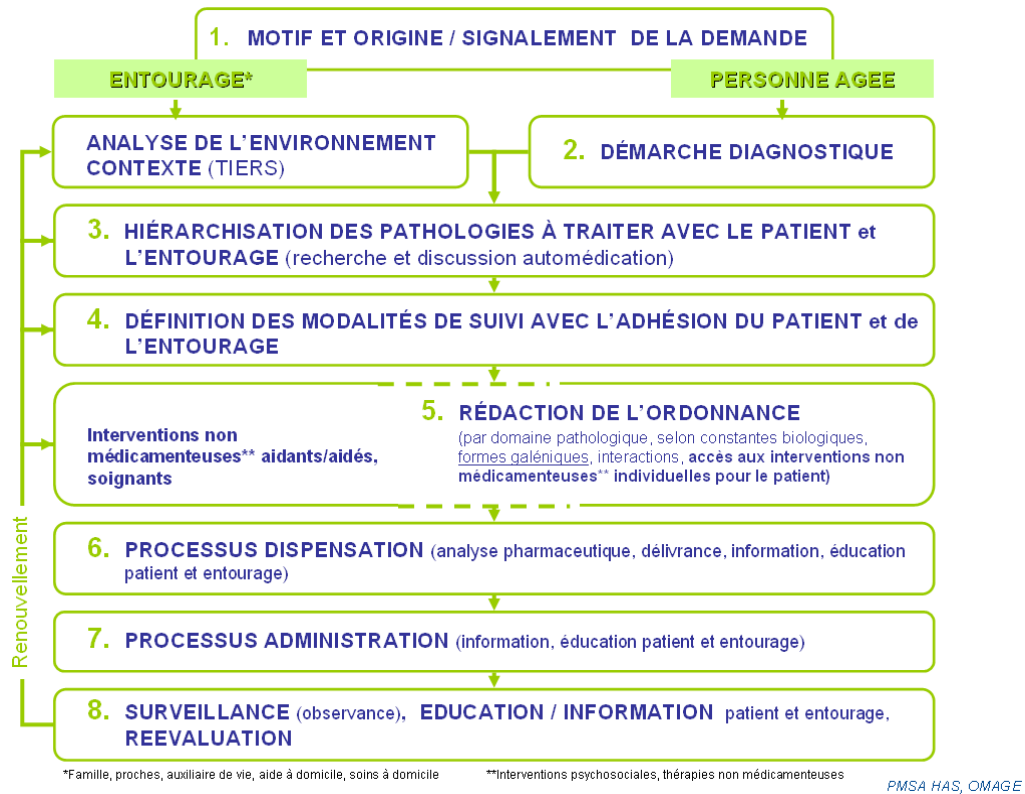 1. MOTIF ET ORIGINE / SIGNALEMENT DE LA DEMANDE
ENTOURAGE*
PERSONNE AGEE
ANALYSE DE L'ENVIRONNEMENT
CONTEXTE (TIERS)
2. DÉMARCHE DIAGNOSTIQUE
3. HIÉRARCHISATION DES PATHOLOGIES À TRAITER AVEC LE PATIENT et
L'ENTOURAGE (recherche et discussion automédication)
4. DÉFINITION DES MODALITÉS DE SUIVI AVEC L'ADHÉSION DU PATIENT et de
L'ENTOURAGE
Interventions non
médicamenteuses** aidants/aidés,
soignants
5. RÉDACTION DE L'ORDONNANCE
(par domaine pathologique, selon constantes biologiques,
formes galéniques, interactions, accès aux interventions non
médicamenteuses** individuelles pour le patient)
6. PROCESSUS DISPENSATION (analyse pharmaceutique, délivrance, information, éducation
patient et entourage)
7. PROCESSUS ADMINISTRATION (information, éducation patient et entourage)
8. SURVEILLANCE (observance), EDUCATION / INFORMATION patient et entourage,
REEVALUATION
Renouvellement
*Famille, proches, auxiliaire de vie, aide à domicile, soins à domicile
**Interventions psychosociales, thérapies non médicamenteuses
PMSA HAS, OMAGE